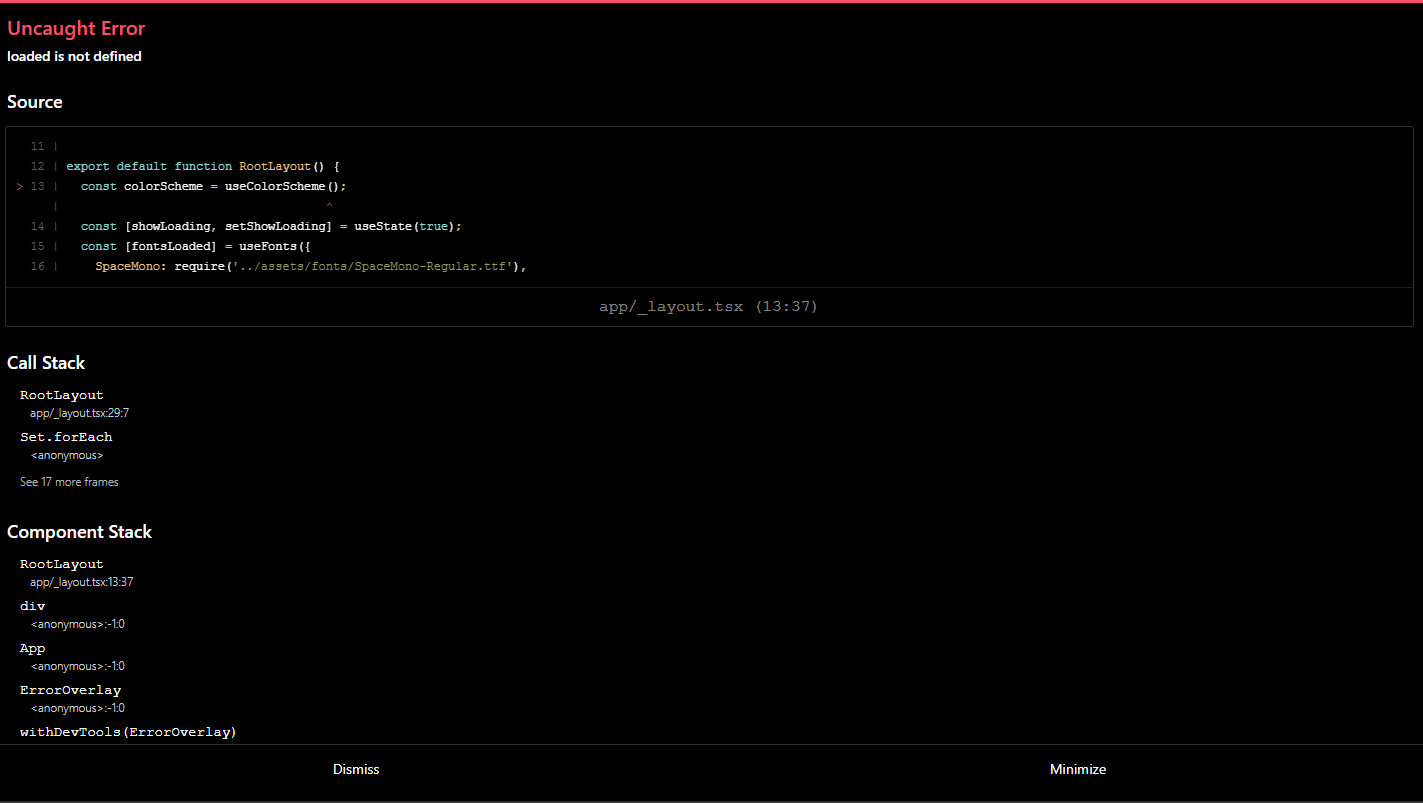 Uncaught Error
loaded is not defined
Source
11 |
12 | export default function RootLayout() {
> 13 |   const colorScheme = useColorScheme();
|                                      ^
14 |   const [showLoading, setShowLoading] = useState(true);
15 |   const [fontsLoaded] = useFonts({
16 |     SpaceMono: require('../assets/fonts/SpaceMono-Regular.ttf'),
app/_layout.tsx (13:37)
Call Stack
RootLayout
app/_layout.tsx:29:7
Set.forEach
<anonymous>
See 17 more frames
Component Stack
RootLayout
app/_layout.tsx:13:37
div
<anonymous>:-1:0
App
<anonymous>:-1:0
ErrorOverlay
<anonymous>:-1:0
withDevTools(ErrorOverlay)
Dismiss
Minimize